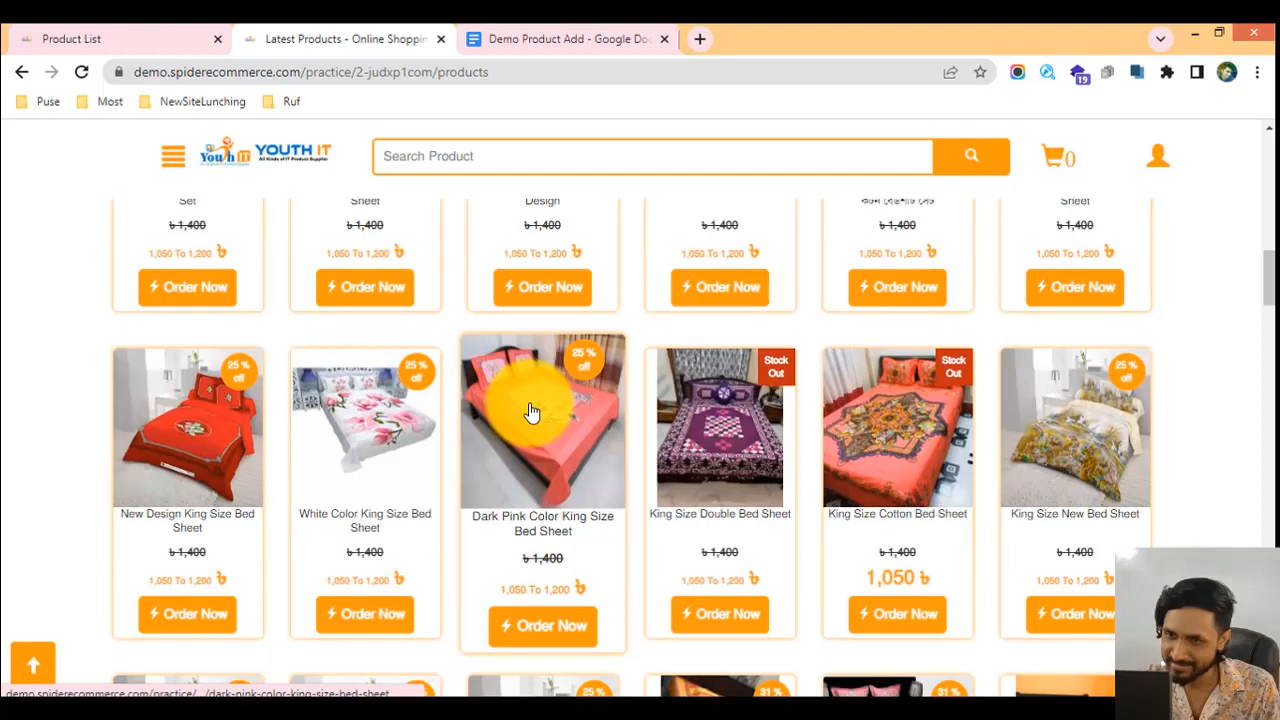 Product List
Latest Products - Online Shoppin
Demo Product Add - Google Do
demo.spiderecommerce.com/practice/2-judxp1com/products
19
Puse
Most
NewSiteLunching
Ruf
Youth IT
YOUTH IT
All Kinds of IT Product Supplier
Search Product
0
Set
Sheet
Design
Sheet
৳ 1,400
৳ 1,400
৳ 1,400
৳ 1,400
৳ 1,400
৳ 1,400
1,050 To 1,200 ৳
1,050 To 1,200 ৳
1,050 To 1,200 ৳
1,050 To 1,200 ৳
1,050 To 1,200 ৳
1,050 To 1,200 ৳
Order Now
Order Now
Order Now
Order Now
Order Now
Order Now
25 %
off
25 %
off
25 %
off
Stock
Out
Stock
Out
25 %
off
New Design King Size Bed
Sheet
৳ 1,400
1,050 To 1,200 ৳
Order Now
White Color King Size Bed
Sheet
৳ 1,400
1,050 To 1,200 ৳
Order Now
Dark Pink Color King Size
Bed Sheet
৳ 1,400
1,050 To 1,200 ৳
Order Now
King Size Double Bed Sheet
৳ 1,400
1,050 To 1,200 ৳
Order Now
King Size Cotton Bed Sheet
৳ 1,400
1,050 ৳
Order Now
King Size New Bed Sheet
৳ 1,400
1,050 To 1,200
Order Now
25 %
25 %
25 %
31 %
31 %
demo.spiderecommerce.com/practice/.../dark-pink-color-king-size-bed-sheet